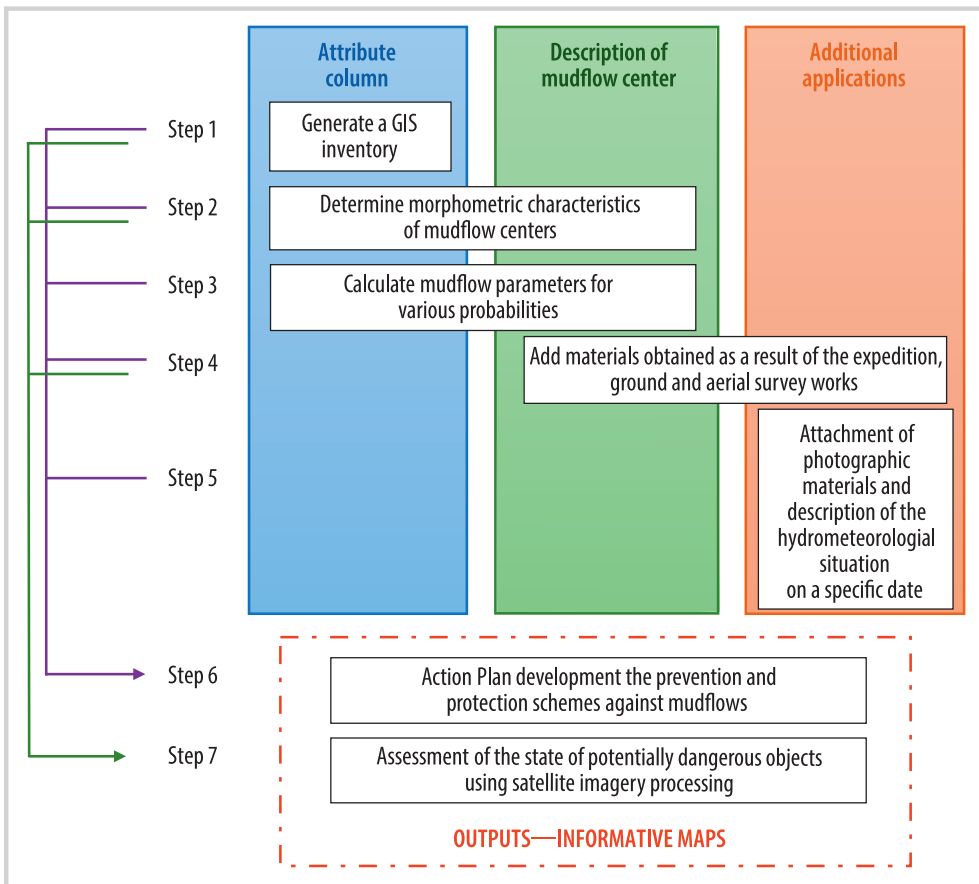 Attribute
column
Description of
mudflow center
Additional
applications
Step 1
Generate a GIS
inventory
Step 2
Determine morphometric characteristics
of mudflow centers
Step 3
Calculate mudflow parameters for
various probabilities
Step 4
Add materials obtained as a result of the expedition,
ground and aerial survey works
Step 5
Attachment of
photographic
materials and
description of the
hydrometeorologial
situation
on a specific date
Step 6
Action Plan development the prevention and
protection schemes against mudflows
Step 7
Assessment of the state of potentially dangerous objects
using satellite imagery processing
OUTPUTS—INFORMATIVE MAPS